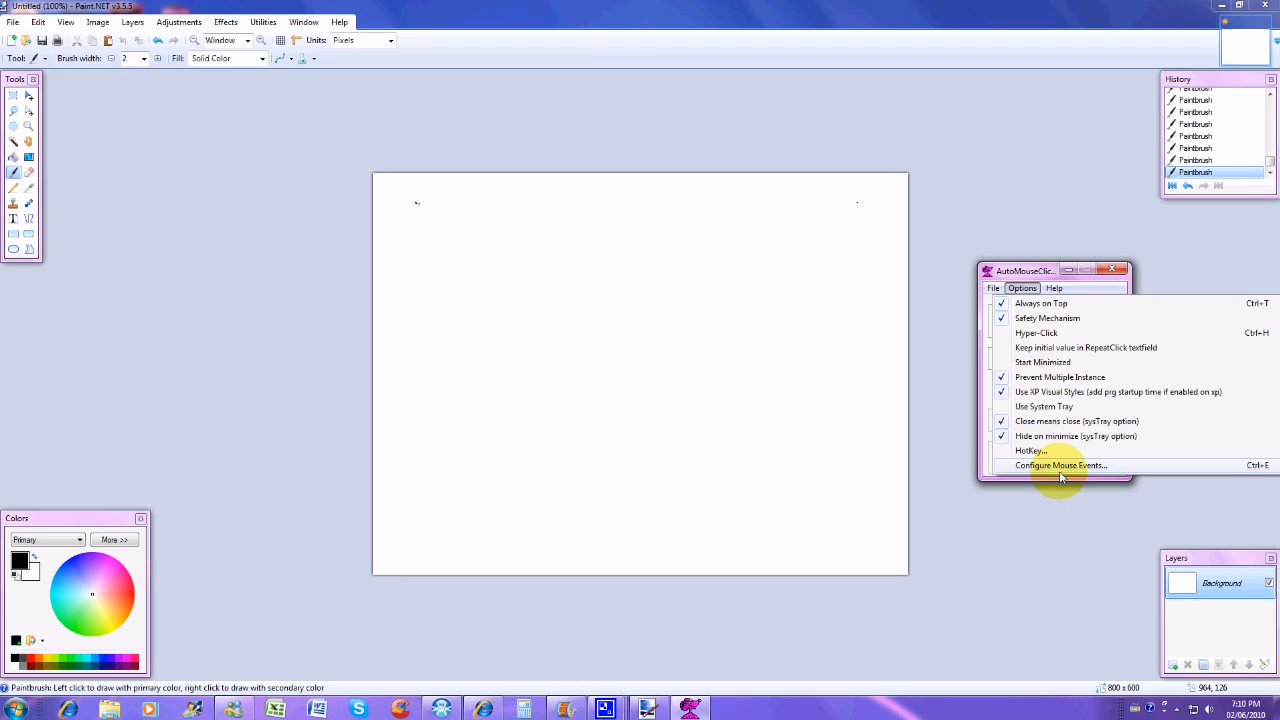 Untitled (100%) - Paint.NET v3.5.5
File Edit View Image Layers Adjustments Effects Utilities Window Help
Window Units: Pixels
Tool: Brush width: 2 Fill: Solid Color
Tools
History
Paintbrush
Paintbrush
Paintbrush
Paintbrush
Paintbrush
Paintbrush
Paintbrush
Paintbrush
AutoMouseClic...
File Options Help
Always on Top Ctrl+T
Safety Mechanism
Hyper-Click Ctrl+H
Keep initial value in RepeatClick textfield
Start Minimized
Prevent Multiple Instance
Use XP Visual Styles (add prg startup time if enabled on xp)
Use System Tray
Close means close (sysTray option)
Hide on minimize (sysTray option)
HotKey...
Configure Mouse Events... Ctrl+E
Colors
Primary More >>
Layers
Background
Paintbrush: Left click to draw with primary color, right click to draw with secondary color
800 x 600
964, 126
7:10 PM
02/06/2010